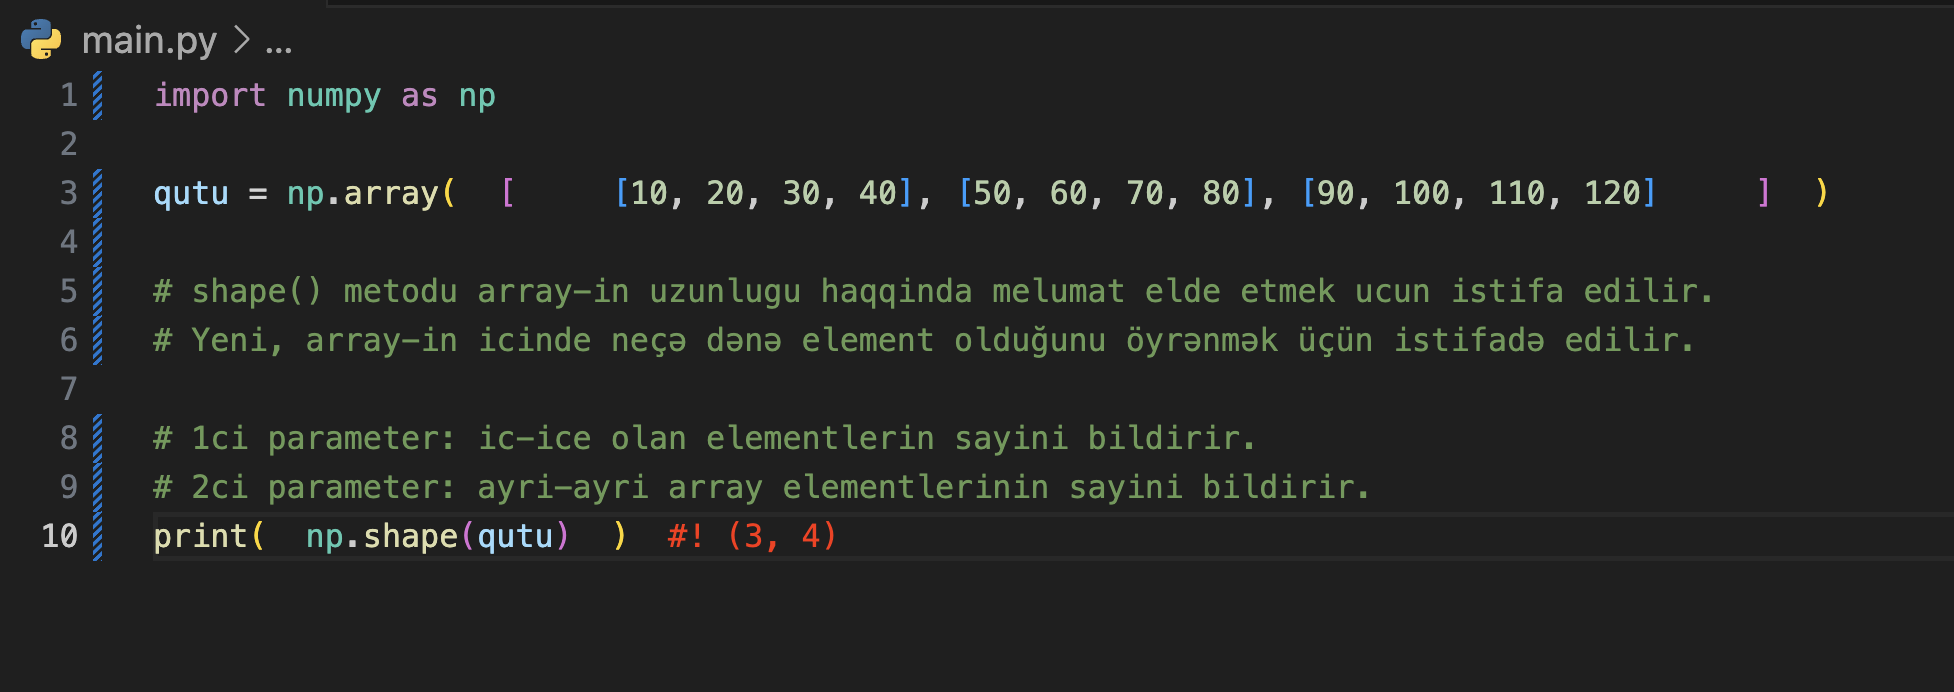 main.py > ...
1 import numpy as np
2
3 qutu = np.array(  [     [10, 20, 30, 40], [50, 60, 70, 80], [90, 100, 110, 120]     ]  )
4
5 # shape() metodu array-in uzunlugu haqqinda melumat elde etmek ucun istifa edilir.
6 # Yeni, array-in icinde neçə dənə element olduğunu öyrənmək üçün istifadə edilir.
7
8 # 1ci parameter: ic-ice olan elementlerin sayini bildirir.
9 # 2ci parameter: ayri-ayri array elementlerinin sayini bildirir.
10 print(  np.shape(qutu)  )  #! (3, 4)